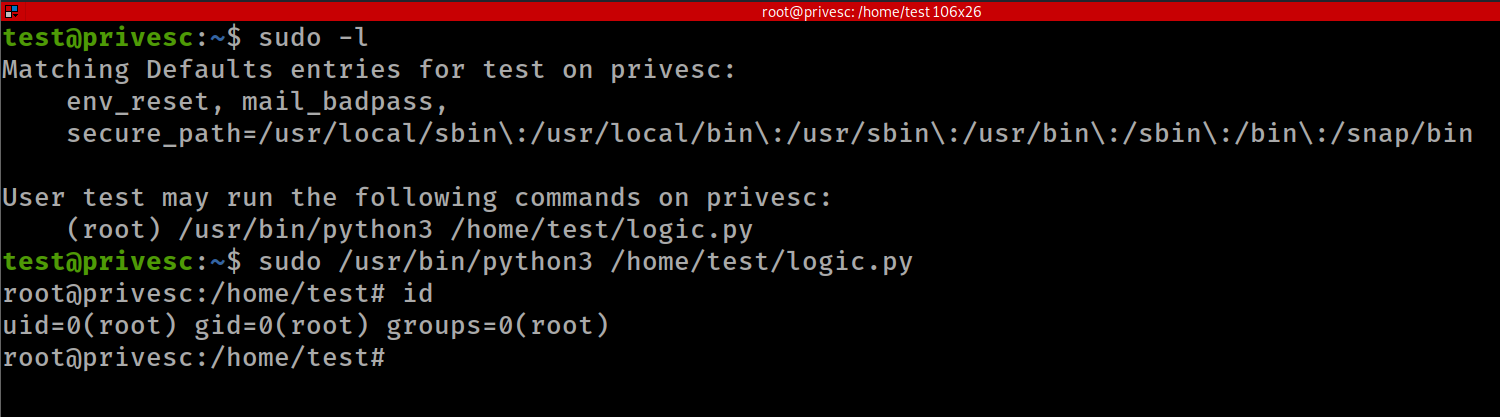 root@privesc: /home/test 106x26
test@privesc:~$ sudo -l
Matching Defaults entries for test on privesc:
    env_reset, mail_badpass,
    secure_path=/usr/local/sbin\:/usr/local/bin\:/usr/sbin\:/usr/bin\:/sbin\:/bin\:/snap/bin

User test may run the following commands on privesc:
    (root) /usr/bin/python3 /home/test/logic.py
test@privesc:~$ sudo /usr/bin/python3 /home/test/logic.py
root@privesc:/home/test# id
uid=0(root) gid=0(root) groups=0(root)
root@privesc:/home/test#